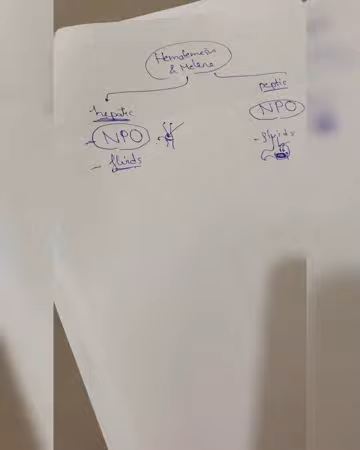 Hematemesis
& Melena
hepatic
- NPO
- fluids
peptic
NPO
- fluids